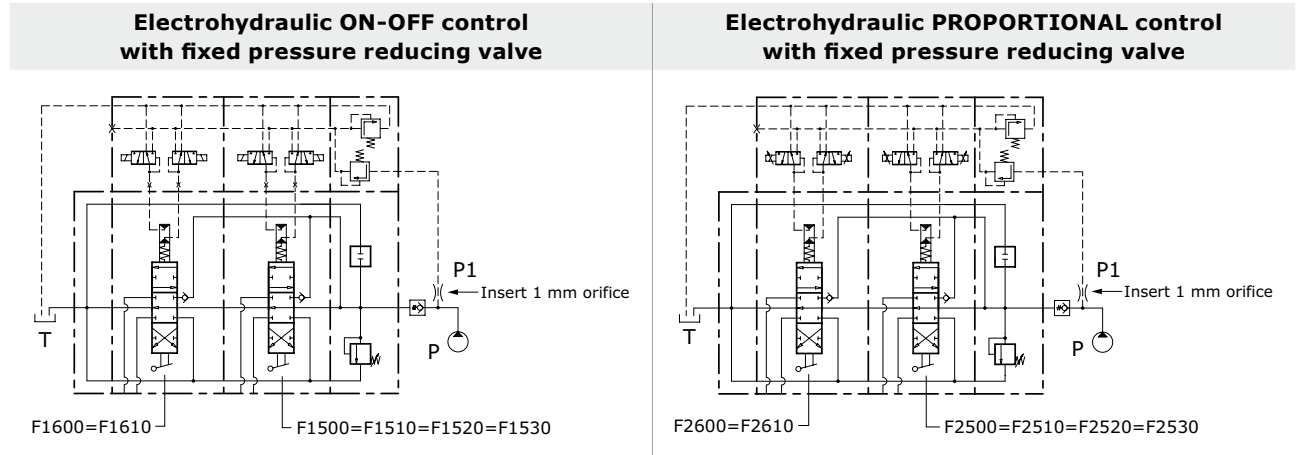 Electrohydraulic ON-OFF control
with fixed pressure reducing valve
P1
Insert 1 mm orifice
T
P
F1600=F1610
F1500=F1510=F1520=F1530
Electrohydraulic PROPORTIONAL control
with fixed pressure reducing valve
P1
Insert 1 mm orifice
T
P
F2600=F2610
F2500=F2510=F2520=F2530